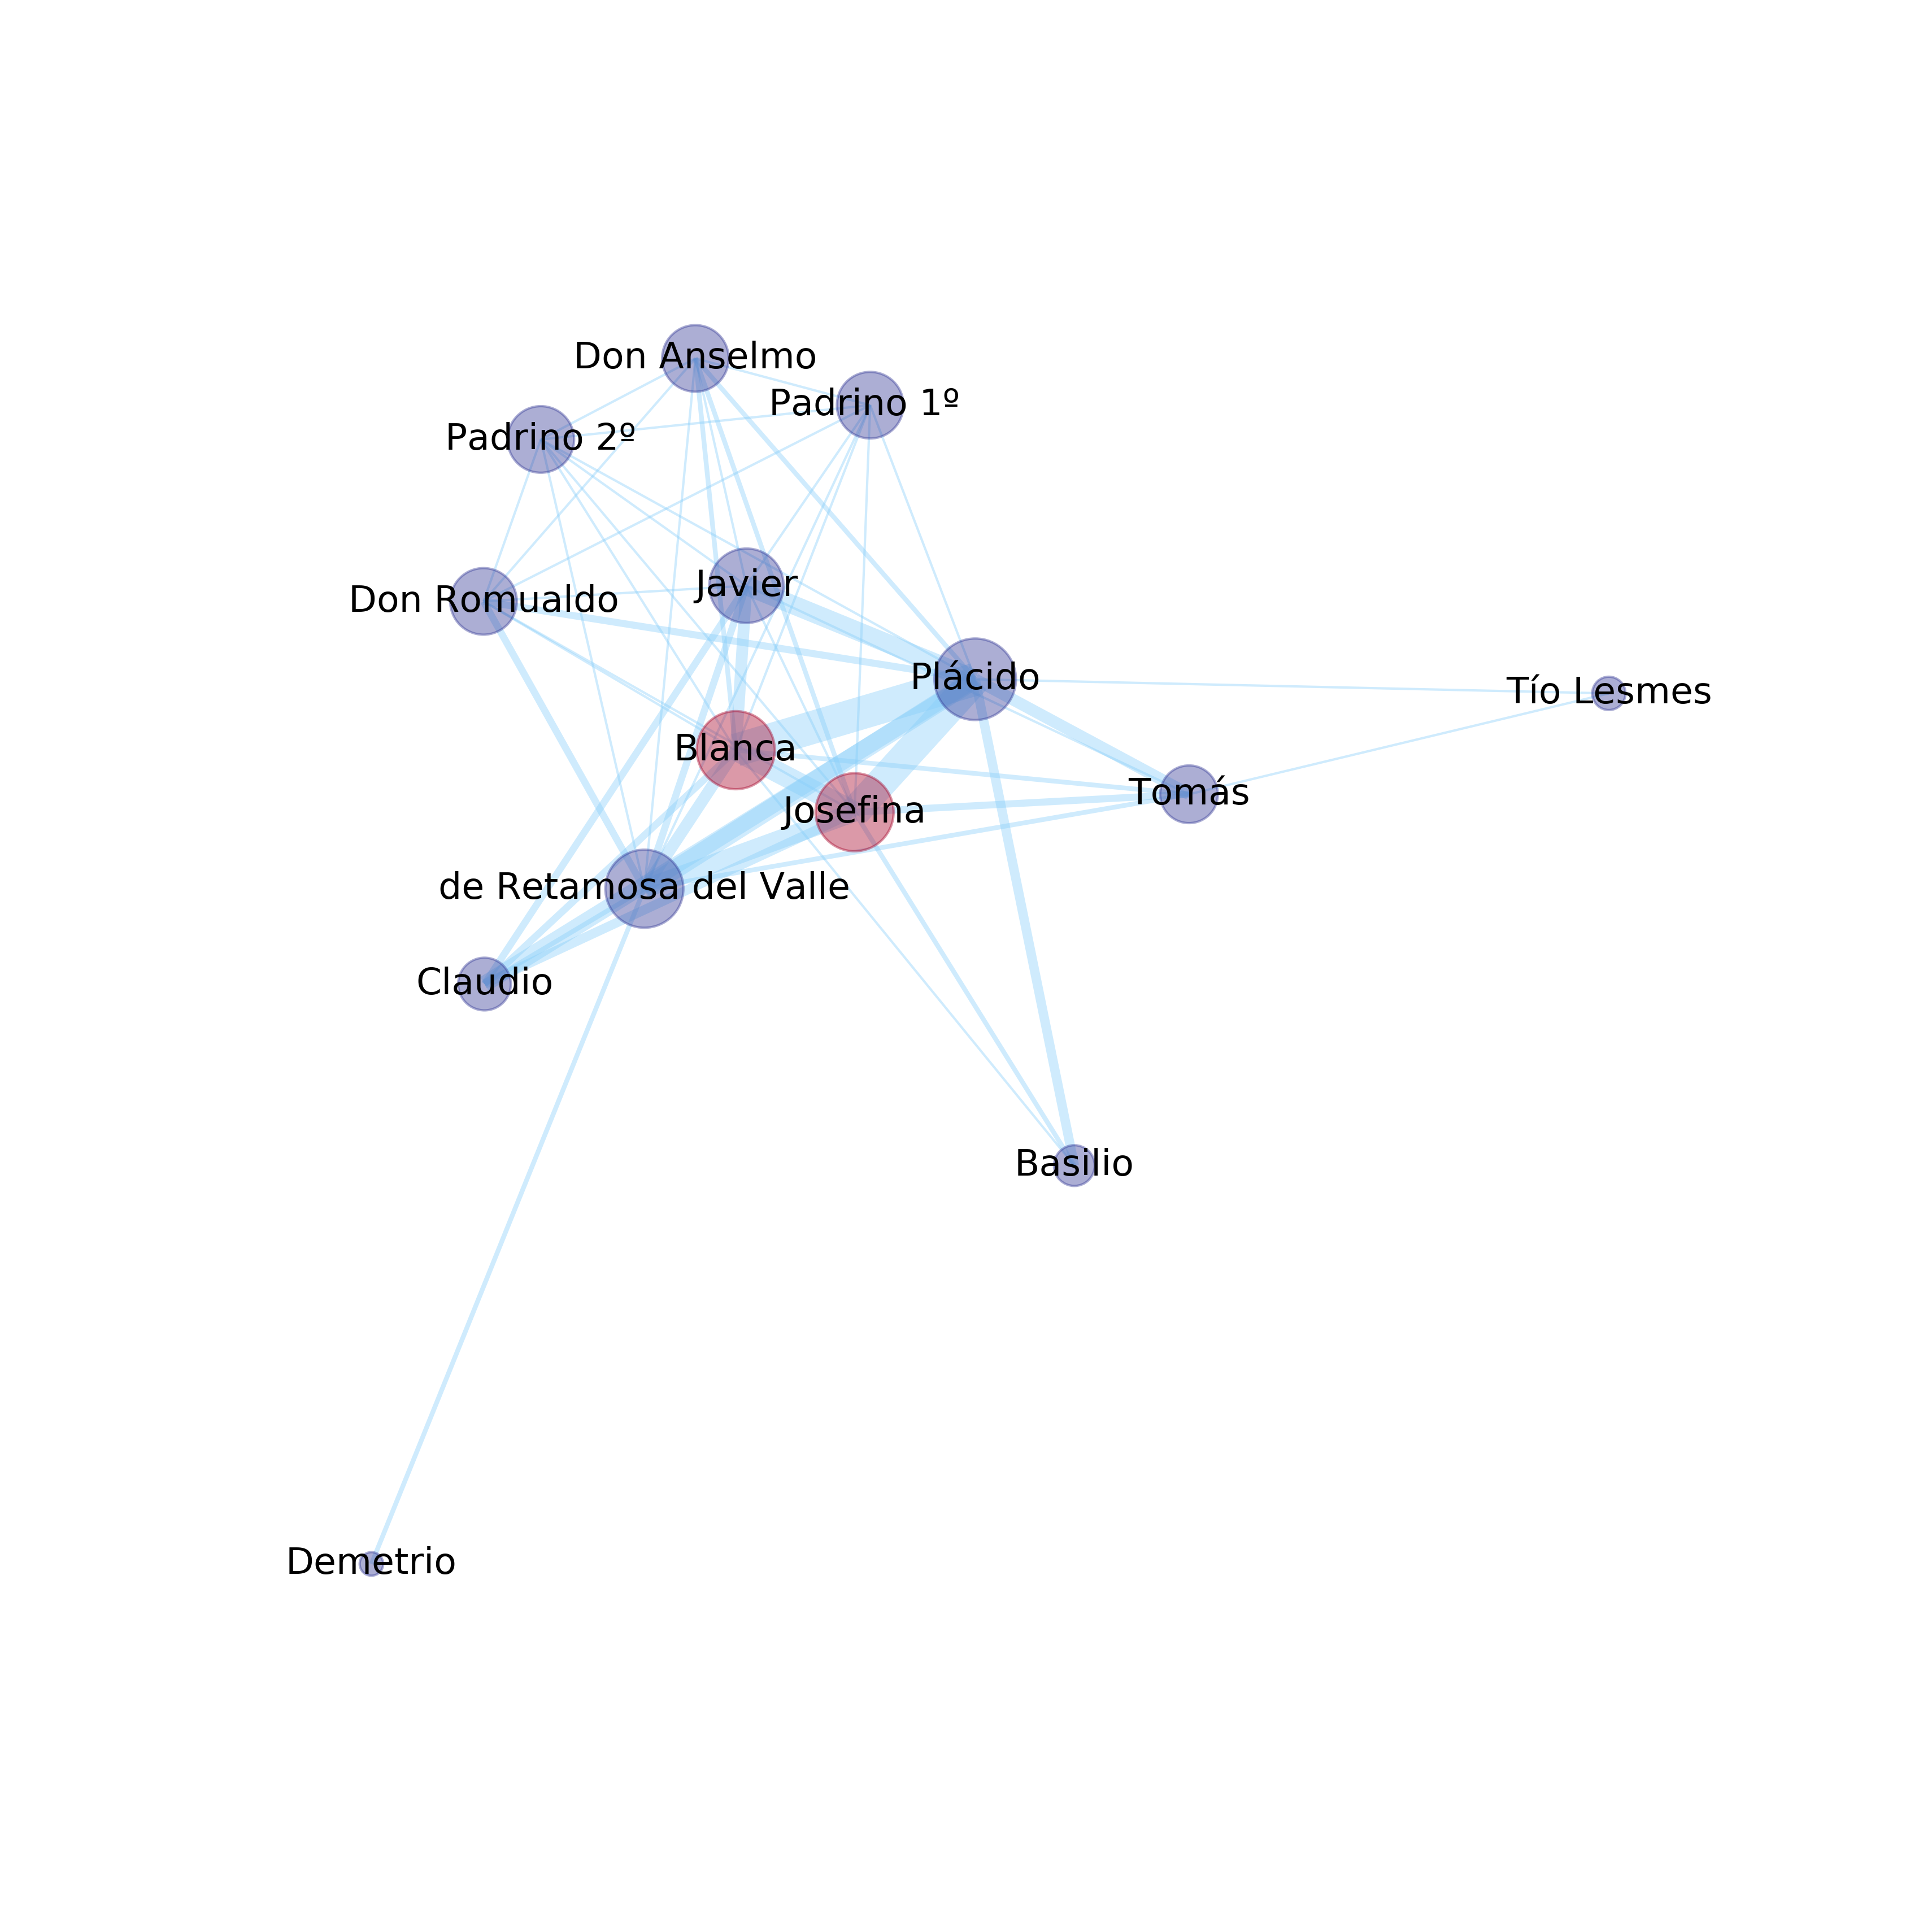 Don Anselmo
Padrino 1º
Padrino 2º
Javier
Don Romualdo
Plácido
Tío Lesmes
Blanca
Tomás
Josefina
de Retamosa del Valle
Claudio
Basilio
Demetrio